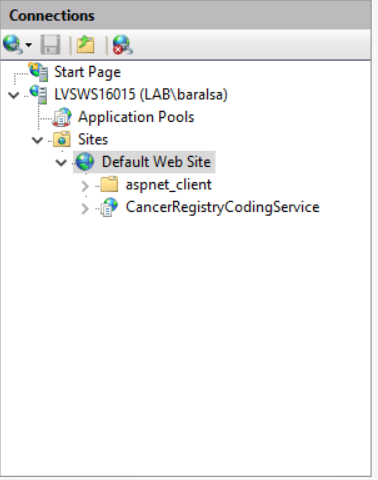 Connections
Start Page
LVSWS16015 (LAB\baralsa)
Application Pools
Sites
Default Web Site
aspnet_client
CancerRegistryCodingService